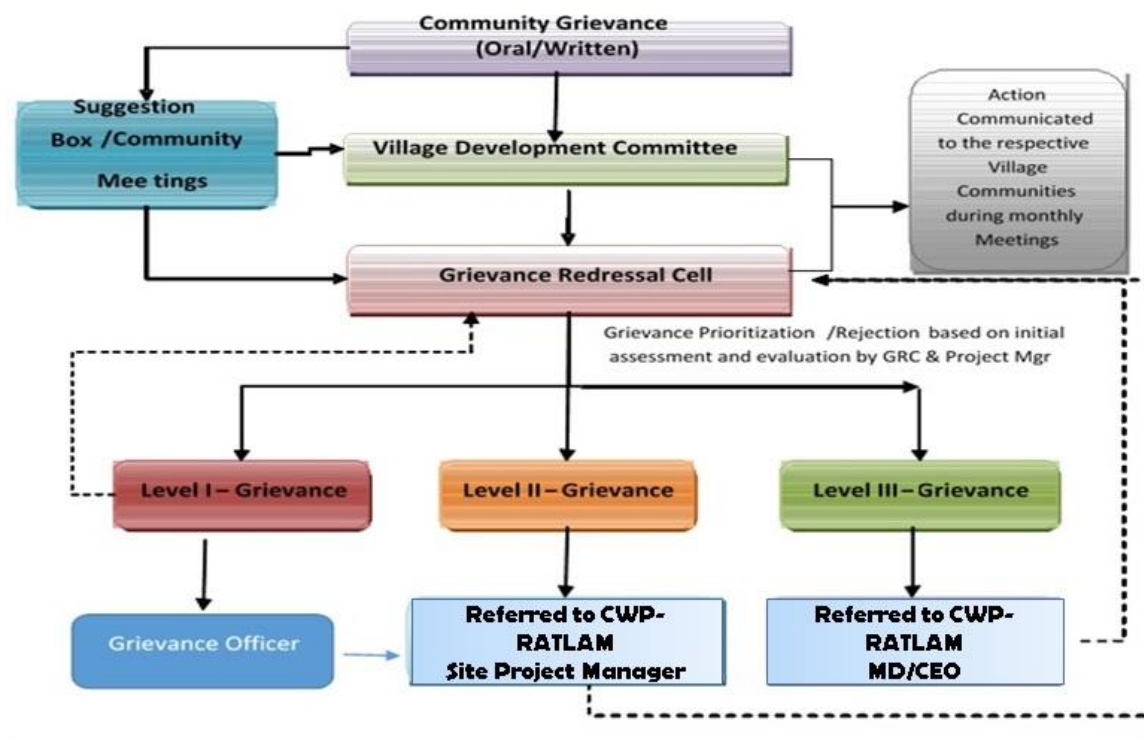 Community Grievance
(Oral/Written)
Suggestion
Box /Community
Mee tings
Village Development Committee
Action
Communicated
to the respective
Village
Communities
during monthly
Meetings
Grievance Redressal Cell
Grievance Prioritization /Rejection based on initial
assessment and evaluation by GRC & Project Mgr
Level I – Grievance
Level II – Grievance
Level III – Grievance
Grievance Officer
Referred to CWP-
RATLAM
Site Project Manager
Referred to CWP-
RATLAM
MD/CEO